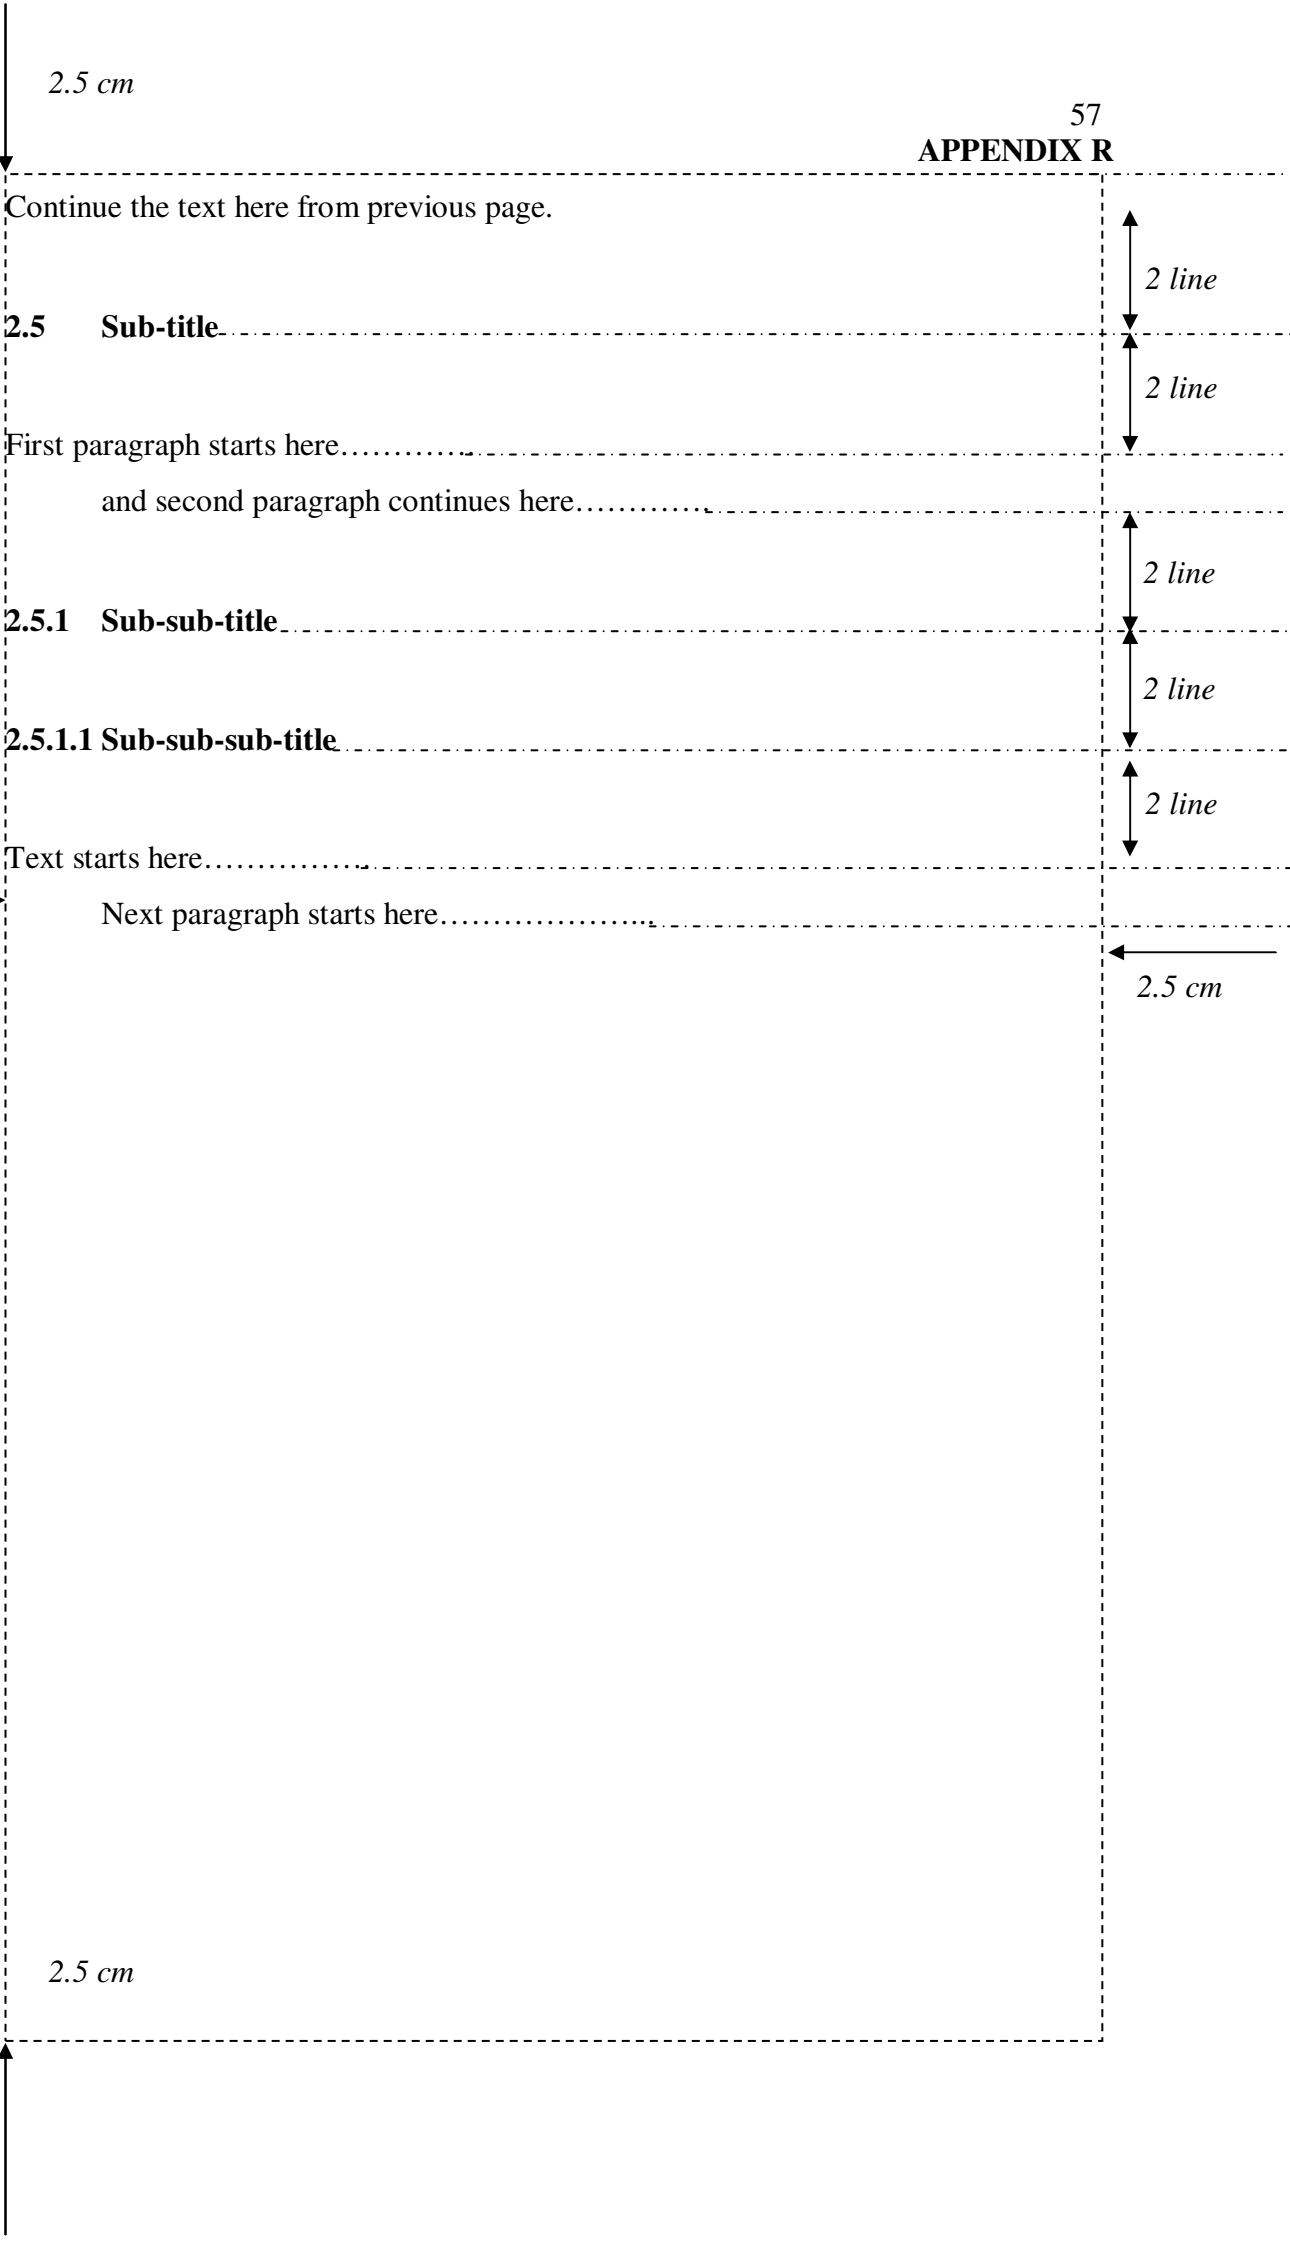 2.5 cm
57
APPENDIX R
Continue the text here from previous page.
2 line
2.5 Sub-title
2 line
First paragraph starts here………….
and second paragraph continues here………….
2 line
2.5.1 Sub-sub-title
2 line
2.5.1.1 Sub-sub-sub-title
2 line
Text starts here…………….
Next paragraph starts here…………………...
2.5 cm
2.5 cm